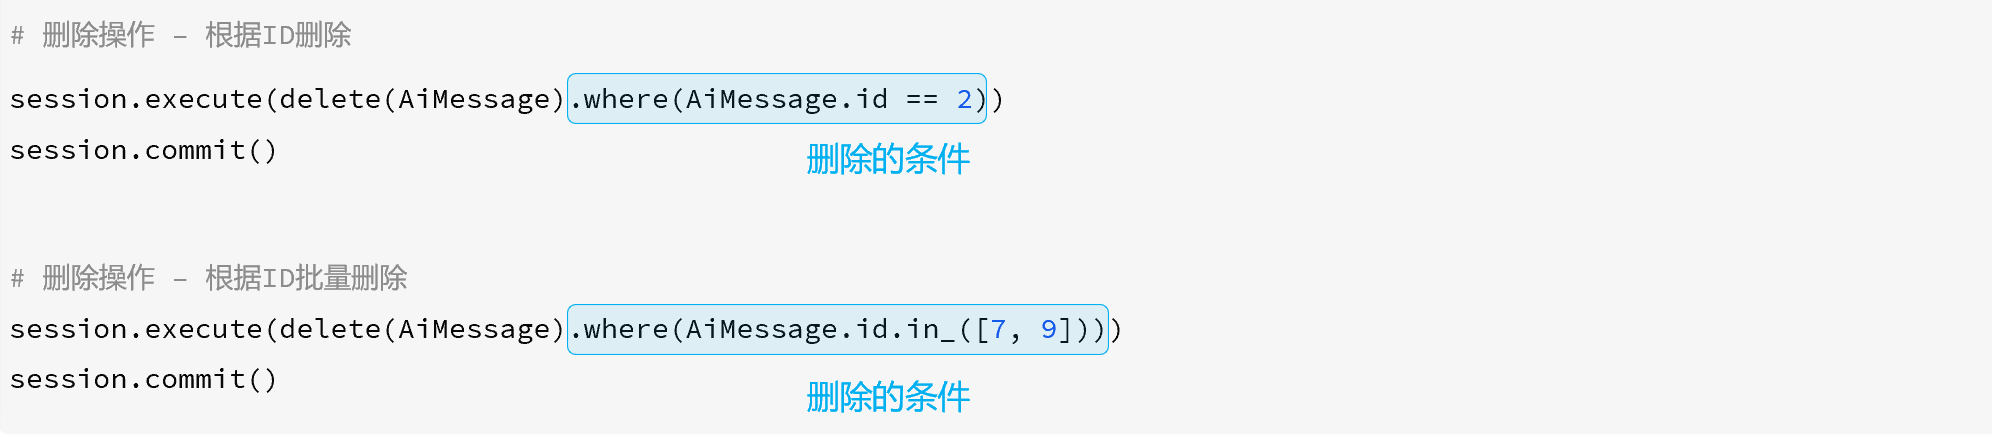 # 删除操作 – 根据ID删除
session.execute(delete(AiMessage).where(AiMessage.id == 2))
session.commit()
删除的条件
# 删除操作 – 根据ID批量删除
session.execute(delete(AiMessage).where(AiMessage.id.in_([7, 9])))
session.commit()
删除的条件